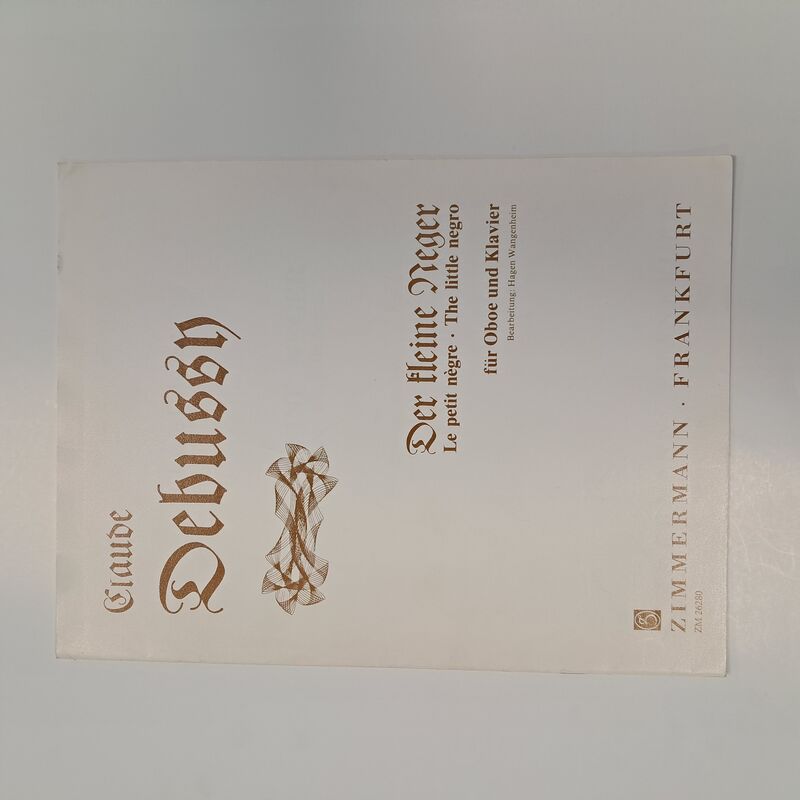 Claude
Debussy
Der kleine Neger
Le petit nègre · The little negro
für Oboe und Klavier
Bearbeitung: Hagen Wangenheim
ZIMMERMANN · FRANKFURT
ZM 26280